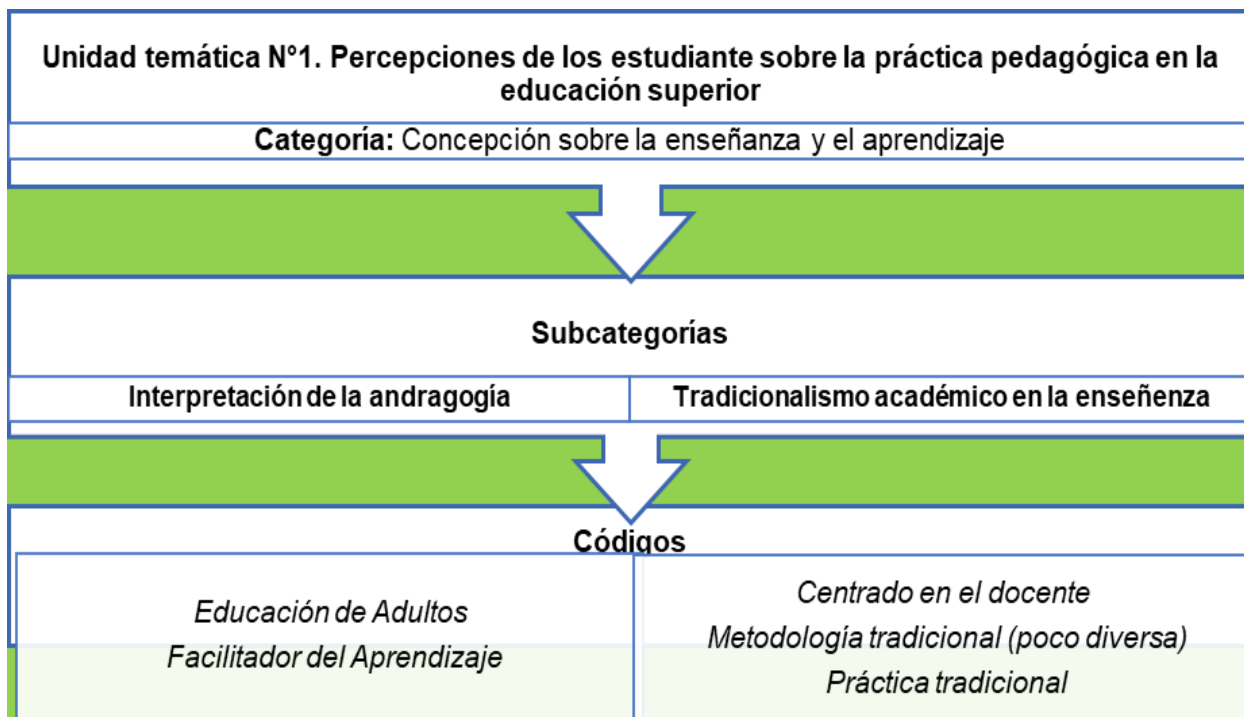 Unidad temática N°1. Percepciones de los estudiante sobre la práctica pedagógica en la
educación superior
Categoría: Concepción sobre la enseñanza y el aprendizaje
Subcategorías
Interpretación de la andragogía
Tradicionalismo académico en la enseñenza
Códigos
Educación de Adultos
Facilitador del Aprendizaje
Centrado en el docente
Metodología tradicional (poco diversa)
Práctica tradicional